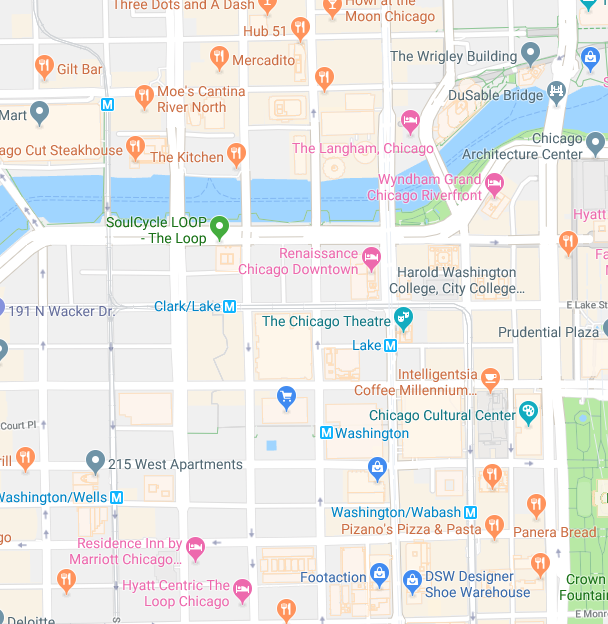 Three Dots and A Dash
Howl at the
Moon Chicago
Hub 51
Mercadito
The Wrigley Building
Gilt Bar
Moe's Cantina
River North
DuSable Bridge
Mart
ago Cut Steakhouse
The Kitchen
The Langham, Chicago
Chicago
Architecture Center
Wyndham Grand
Chicago Riverfront
Hyatt
SoulCycle LOOP
- The Loop
Renaissance
Chicago Downtown
Harold Washington
College, City College...
191 N Wacker Dr.
Clark/Lake M
E Lake St
The Chicago Theatre
Prudential Plaza
Lake M
Intelligentsia
Coffee Millennium...
Chicago Cultural Center
Court Pl
M Washington
215 West Apartments
Washington/Wells M
Washington/Wabash M
Pizano's Pizza & Pasta
Panera Bread
Residence Inn by
Marriott Chicago...
Hyatt Centric The
Loop Chicago
Footaction
DSW Designer
Shoe Warehouse
Crown
Fountain
E Monro
Deloitte